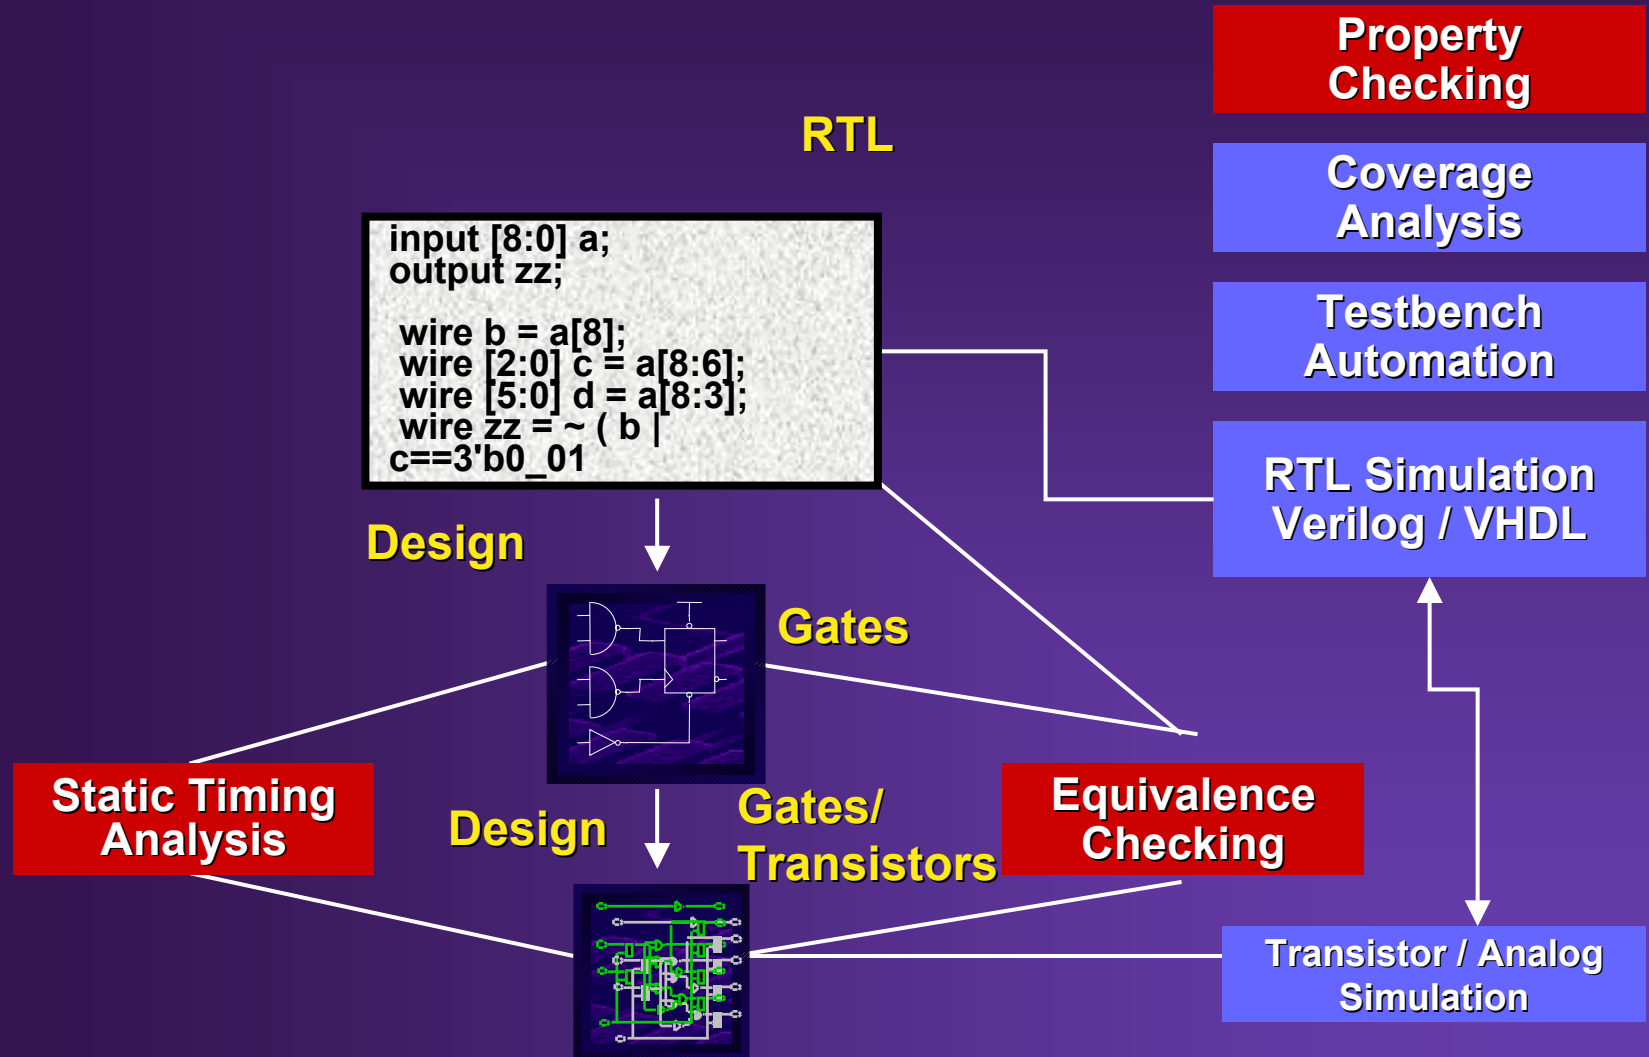 Property
Checking
RTL
Coverage
Analysis
input [8:0] a;
output zz;
wire b = a[8];
wire [2:0] c = a[8:6];
wire [5:0] d = a[8:3];
wire zz = ~ ( b |
c==3'b0_01
Testbench
Automation
RTL Simulation
Verilog / VHDL
Design
Gates
Static Timing
Analysis
Design
Gates/
Transistors
Equivalence
Checking
Transistor / Analog
Simulation